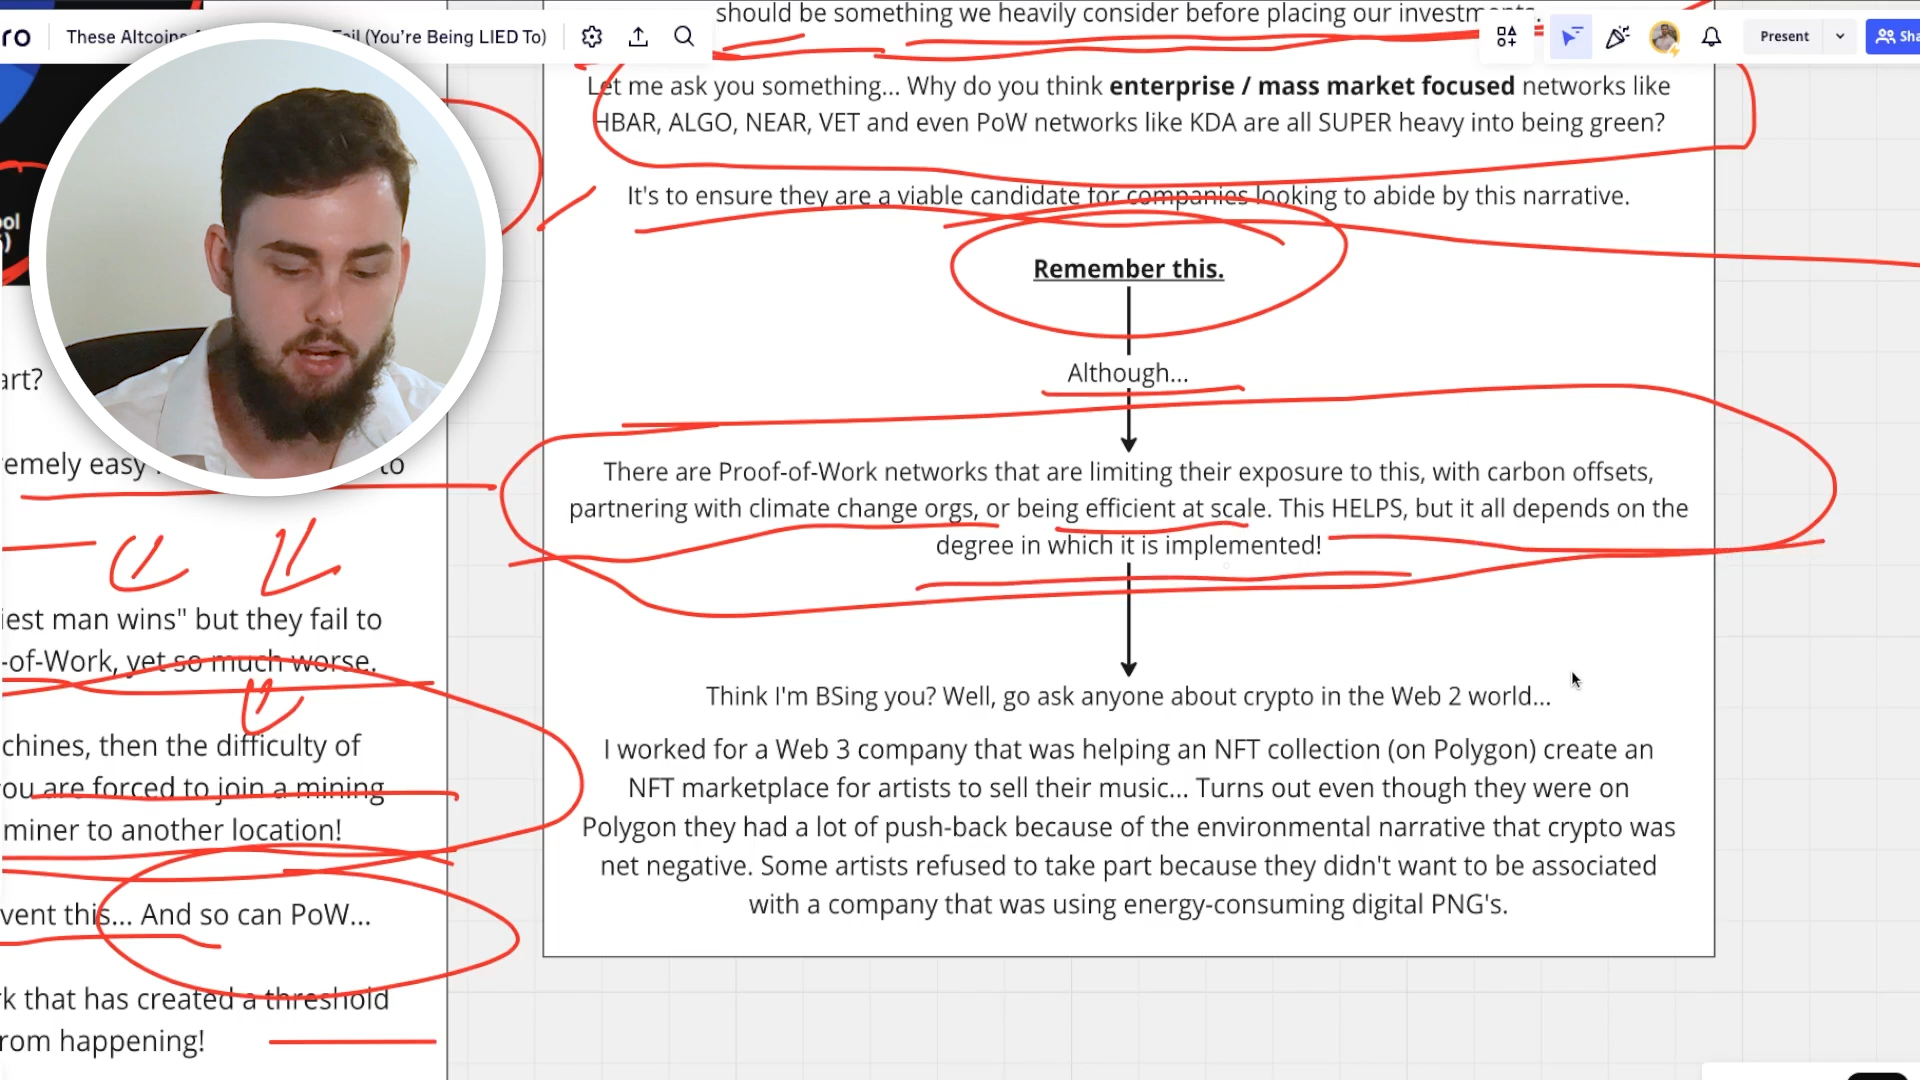 ro
These Altcoins
Fail (You're Being LIED To)
Present
Sha
should be something we heavily consider before placing our investments.
Let me ask you something... Why do you think enterprise / mass market focused networks like
HBAR, ALGO, NEAR, VET and even PoW networks like KDA are all SUPER heavy into being green?
It's to ensure they are a viable candidate for companies looking to abide by this narrative.
Remember this.
Although...
There are Proof-of-Work networks that are limiting their exposure to this, with carbon offsets,
partnering with climate change orgs, or being efficient at scale. This HELPS, but it all depends on the
degree in which it is implemented!
Think I'm BSing you? Well, go ask anyone about crypto in the Web 2 world...
I worked for a Web 3 company that was helping an NFT collection (on Polygon) create an
NFT marketplace for artists to sell their music... Turns out even though they were on
Polygon they had a lot of push-back because of the environmental narrative that crypto was
net negative. Some artists refused to take part because they didn't want to be associated
with a company that was using energy-consuming digital PNG's.
ool
)
art?
emely easy
to
iest man wins" but they fail to
-of-Work, yet so much worse.
chines, then the difficulty of
ou are forced to join a mining
miner to another location!
vent this... And so can PoW...
rk that has created a threshold
rom happening!